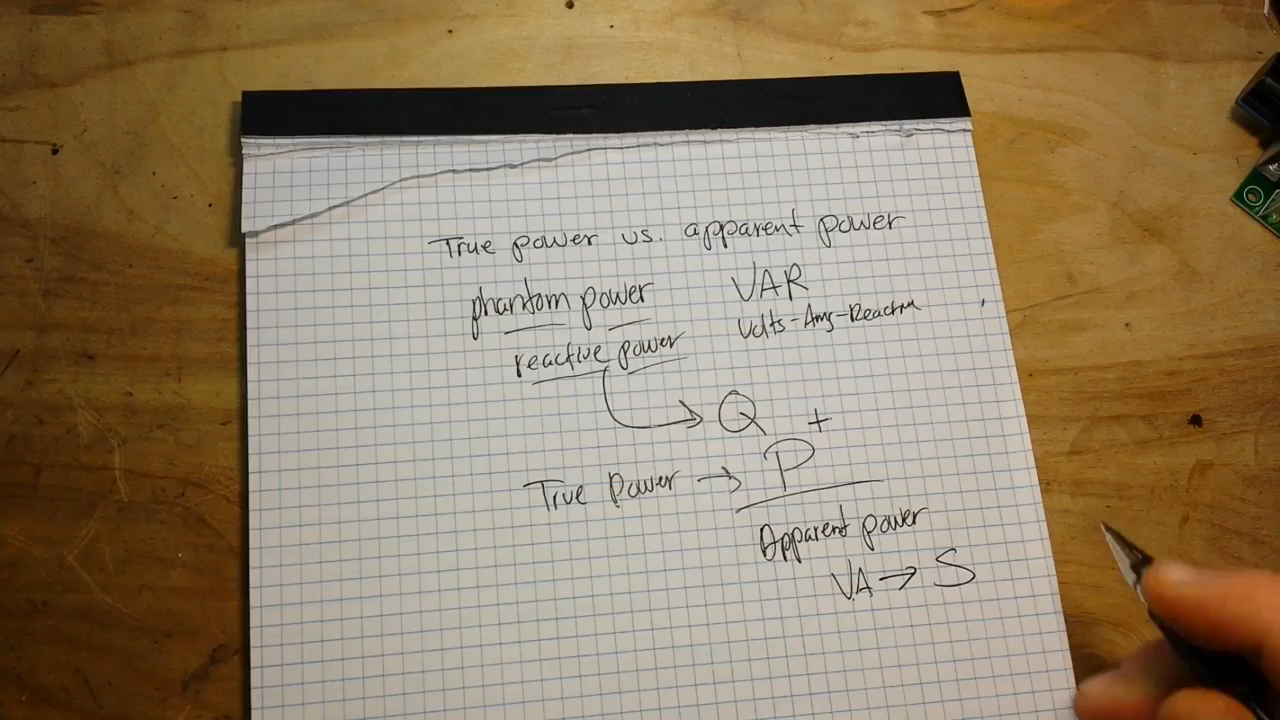 True power vs. apparent power
phantom power
VAR
Volts-Amp-Reactive
reactive power
Q +
True Power → P
Apparent power
VA → S